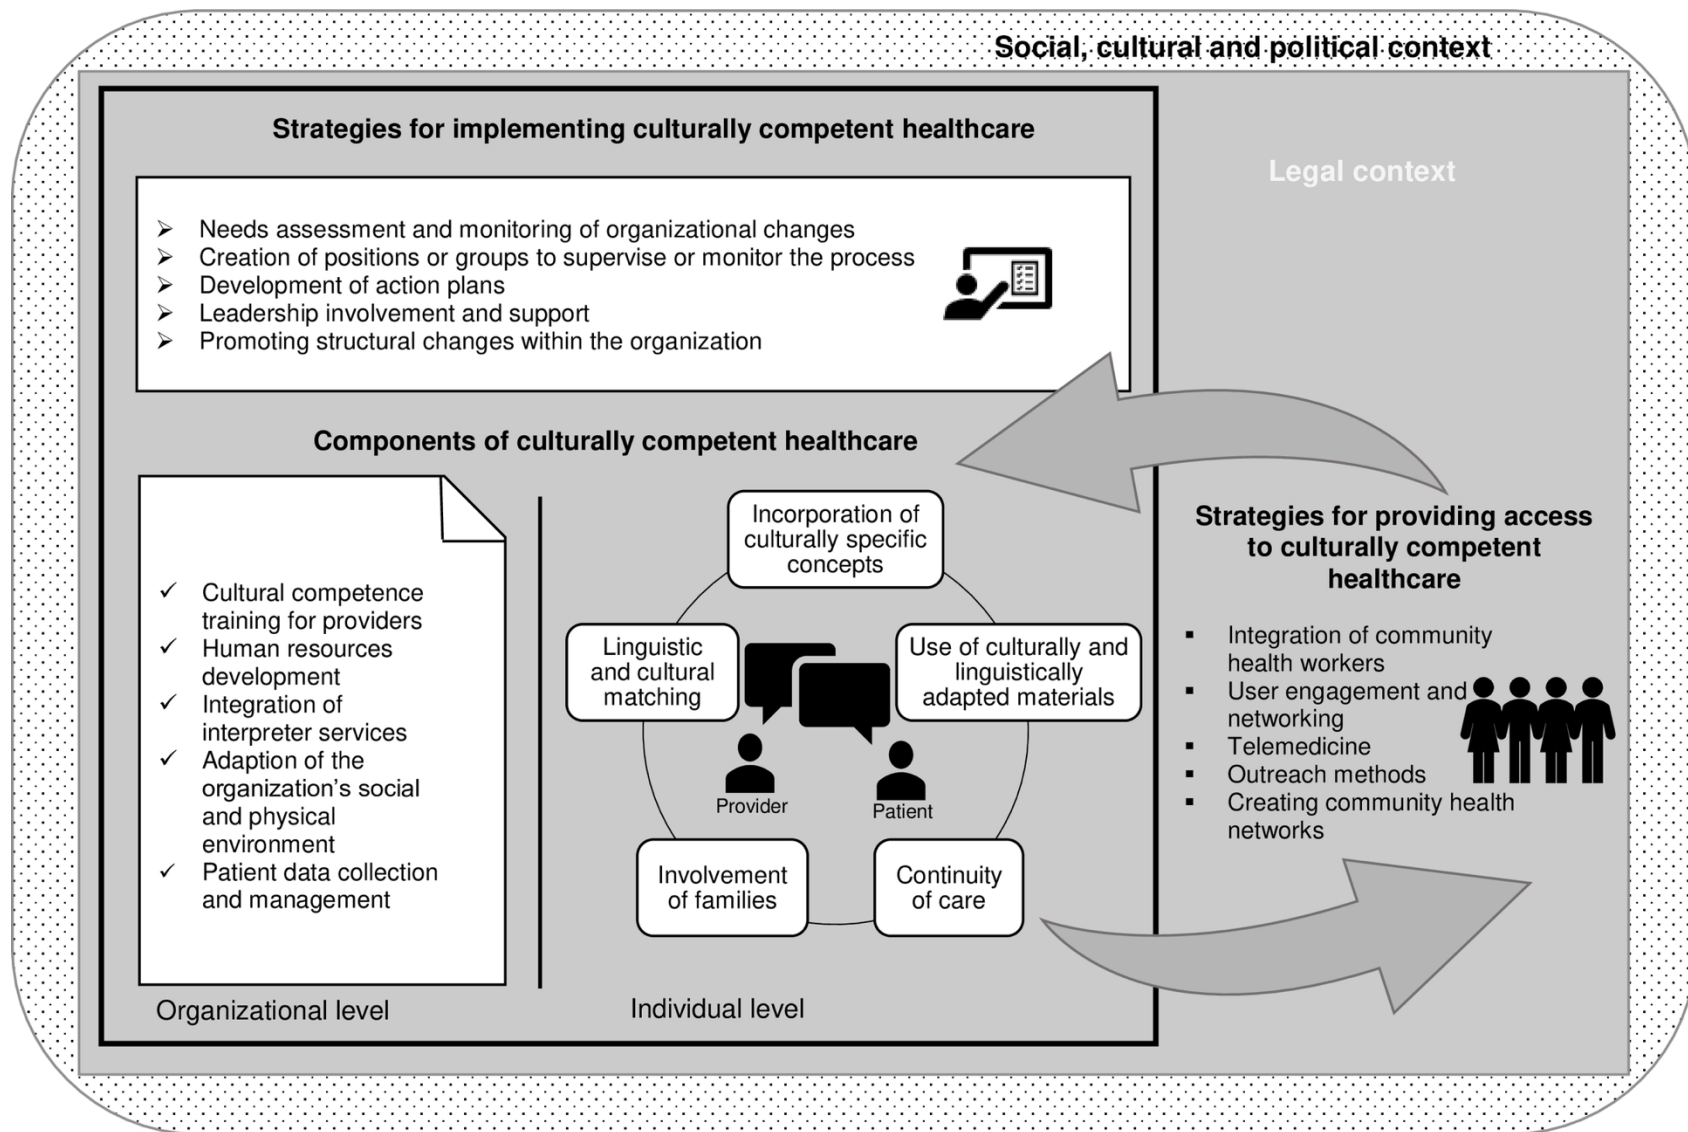 Social, cultural and political context
Strategies for implementing culturally competent healthcare
Legal context
➢ Needs assessment and monitoring of organizational changes
➢ Creation of positions or groups to supervise or monitor the process
➢ Development of action plans
➢ Leadership involvement and support
➢ Promoting structural changes within the organization
Components of culturally competent healthcare
✓ Cultural competence
training for providers
✓ Human resources
development
✓ Integration of
interpreter services
✓ Adaption of the
organization's social
and physical
environment
✓ Patient data collection
and management
Organizational level
Incorporation of
culturally specific
concepts
Linguistic
and cultural
matching
Use of culturally and
linguistically
adapted materials
Provider
Patient
Involvement
of families
Continuity
of care
Individual level
Strategies for providing access
to culturally competent
healthcare
▪ Integration of community
health workers
▪ User engagement and
networking
▪ Telemedicine
▪ Outreach methods
▪ Creating community health
networks